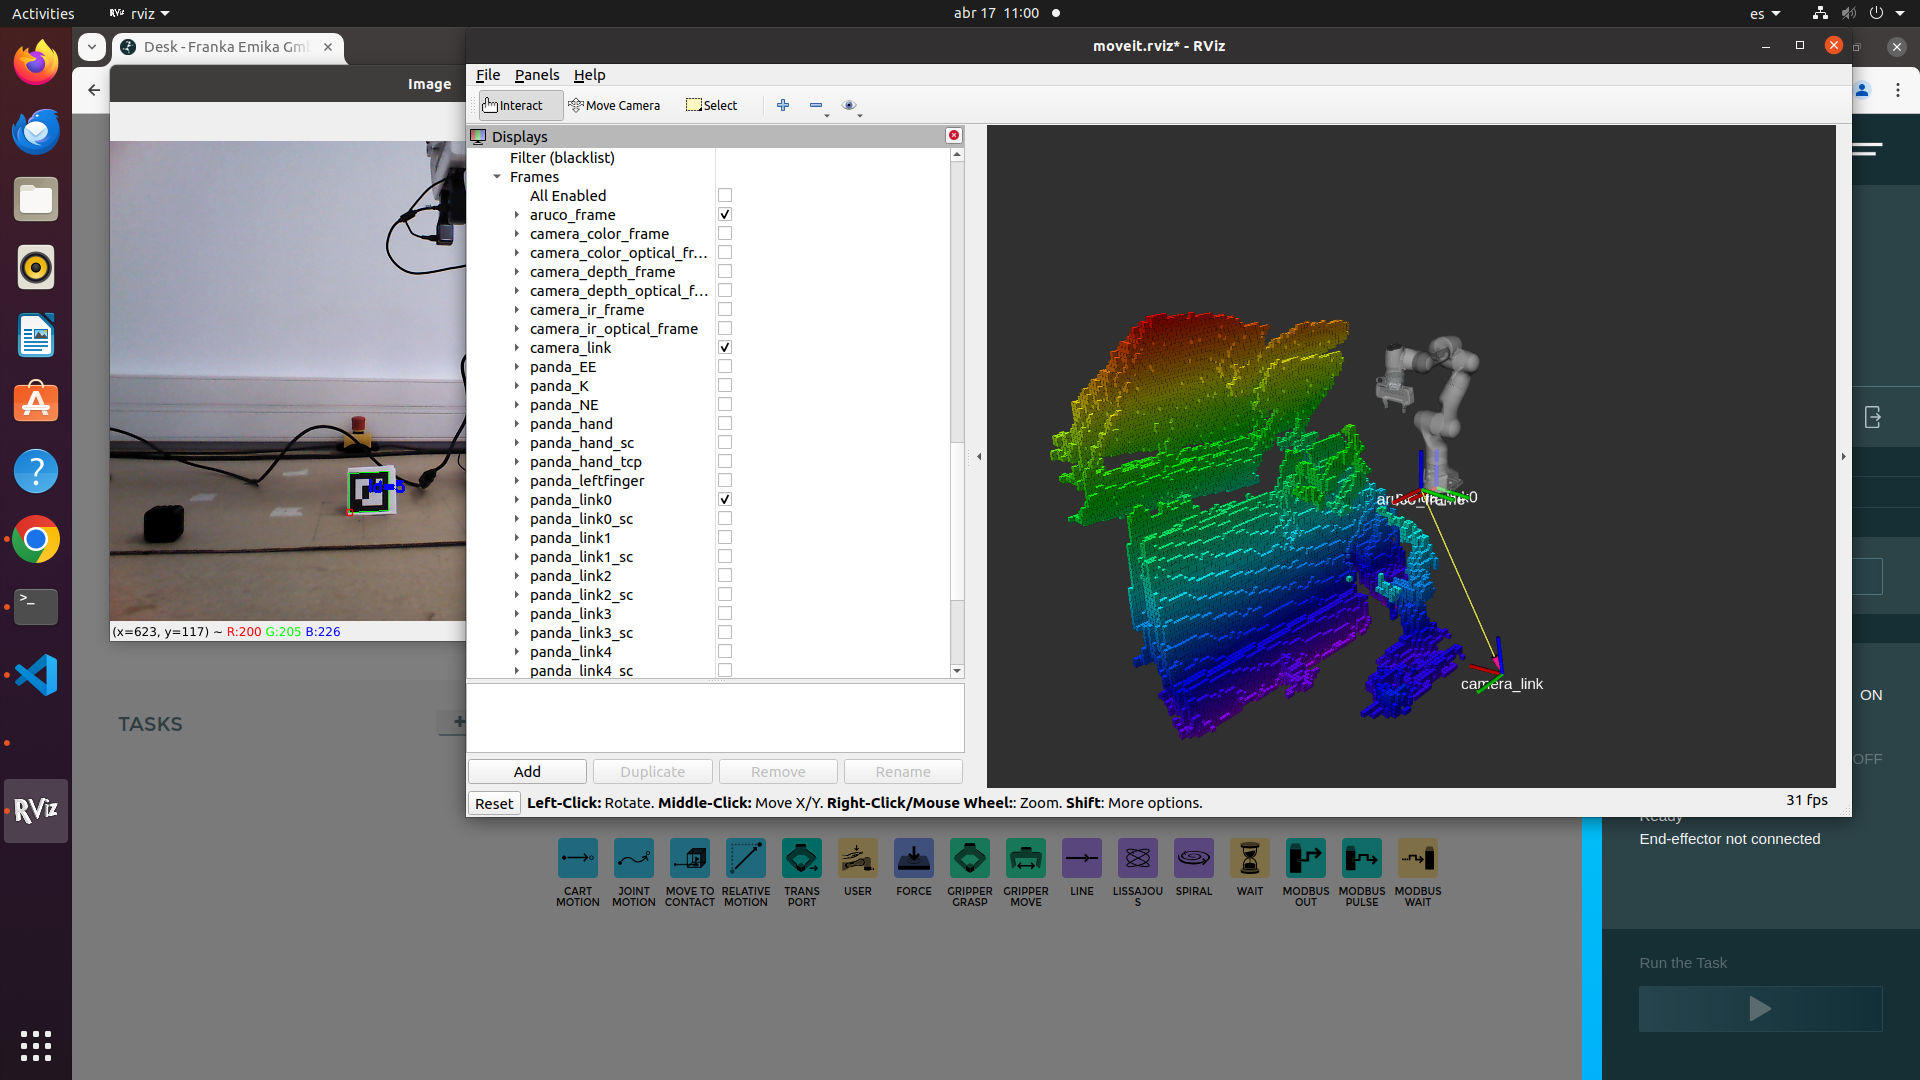 Activities
RViz rviz
abr 17 11:00
es
Desk - Franka Emika Gm
Image
moveit.rviz* - RViz
File Panels Help
Interact Move Camera Select
Displays
Filter (blacklist)
Frames
All Enabled
aruco_frame
camera_color_frame
camera_color_optical_fr...
camera_depth_frame
camera_depth_optical_f...
camera_ir_frame
camera_ir_optical_frame
camera_link
panda_EE
panda_K
panda_NE
panda_hand
panda_hand_sc
panda_hand_tcp
panda_leftfinger
panda_link0
panda_link0_sc
panda_link1
panda_link1_sc
panda_link2
panda_link2_sc
panda_link3
panda_link3_sc
panda_link4
panda_link4_sc
camera_link
(x=623, y=117) ~ R:200 G:205 B:226
ON
OFF
TASKS
Add Duplicate Remove Rename
Reset Left-Click: Rotate. Middle-Click: Move X/Y. Right-Click/Mouse Wheel:: Zoom. Shift: More options.
31 fps
RViz
Ready
End-effector not connected
CART MOTION
JOINT MOTION
MOVE TO CONTACT
RELATIVE MOTION
TRANS PORT
USER
FORCE
GRIPPER GRASP
GRIPPER MOVE
LINE
LISSAJOU S
SPIRAL
WAIT
MODBUS OUT
MODBUS PULSE
MODBUS WAIT
Run the Task